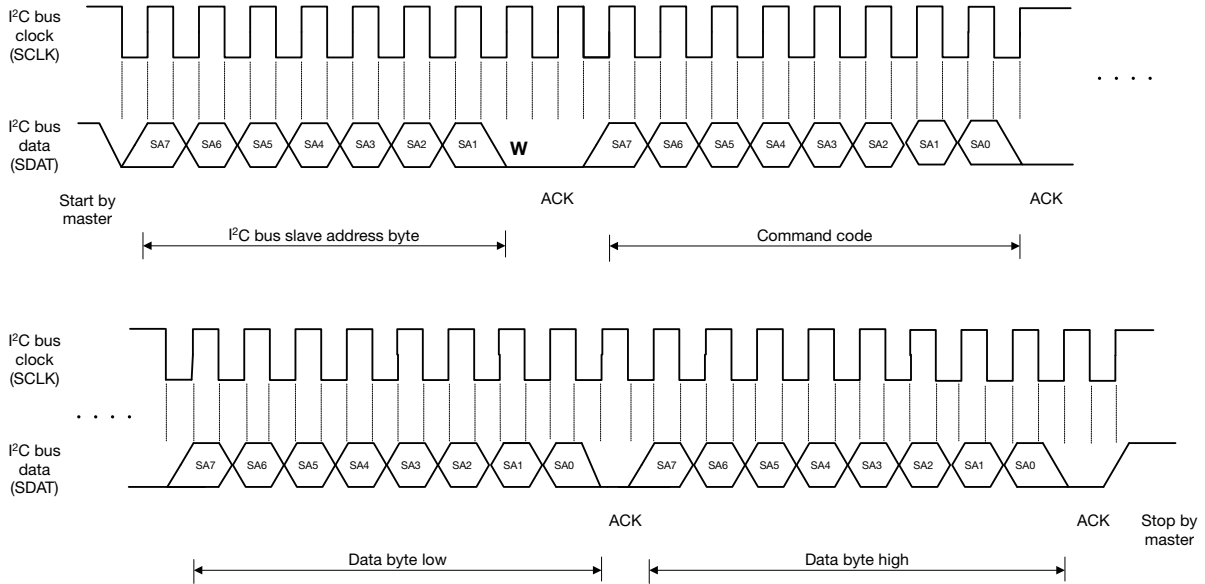 I²C bus
clock
(SCLK)
. . . .
I²C bus
data
(SDAT)
SA7 SA6 SA5 SA4 SA3 SA2 SA1 W SA7 SA6 SA5 SA4 SA3 SA2 SA1 SA0
Start by
master
ACK ACK
I²C bus slave address byte Command code
I²C bus
clock
(SCLK)
. . . .
I²C bus
data
(SDAT)
SA7 SA6 SA5 SA4 SA3 SA2 SA1 SA0 SA7 SA6 SA5 SA4 SA3 SA2 SA1 SA0
ACK ACK Stop by
master
Data byte low Data byte high